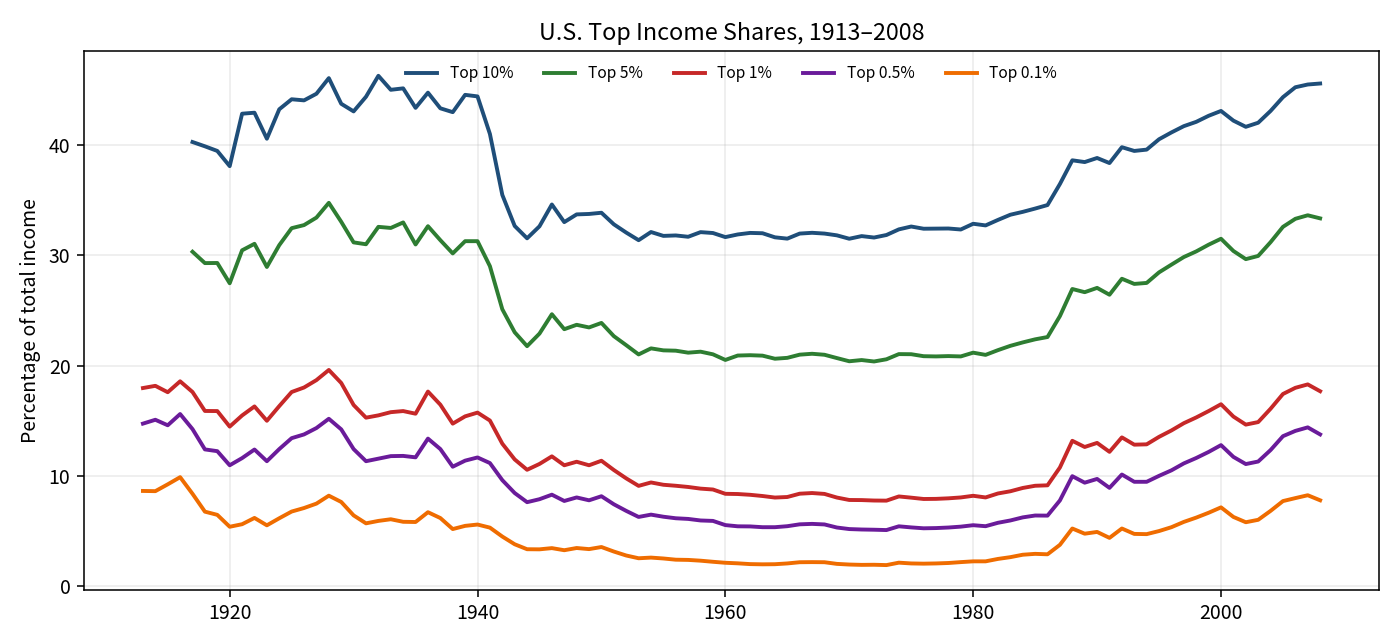 U.S. Top Income Shares, 1913–2008
Top 10% Top 5% Top 1% Top 0.5% Top 0.1%
Percentage of total income
40
30
20
10
0
1920 1940 1960 1980 2000